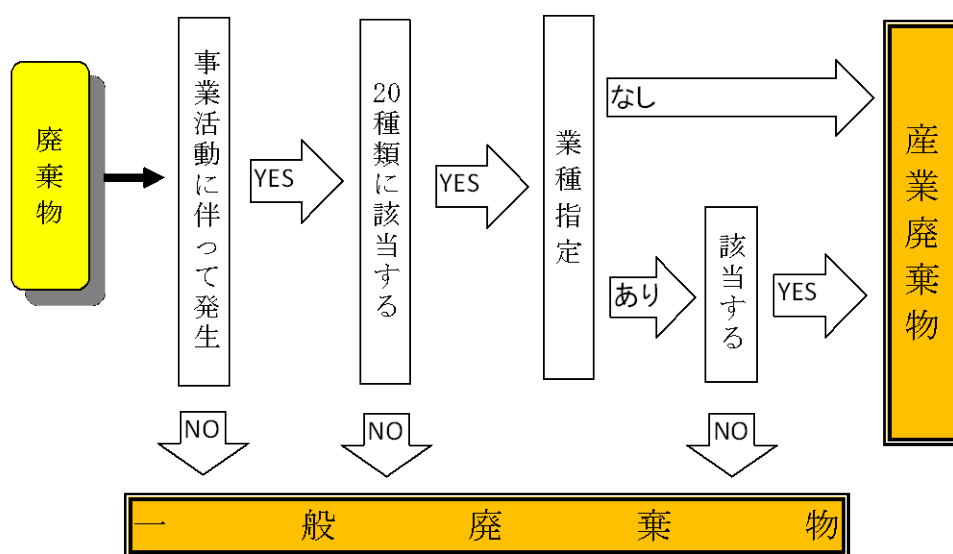 廃棄物
事業活動に伴って発生
YES
20種類に該当する
YES
業種指定
なし
あり
該当する
YES
産業廃棄物
NO
NO
NO
一般廃棄物